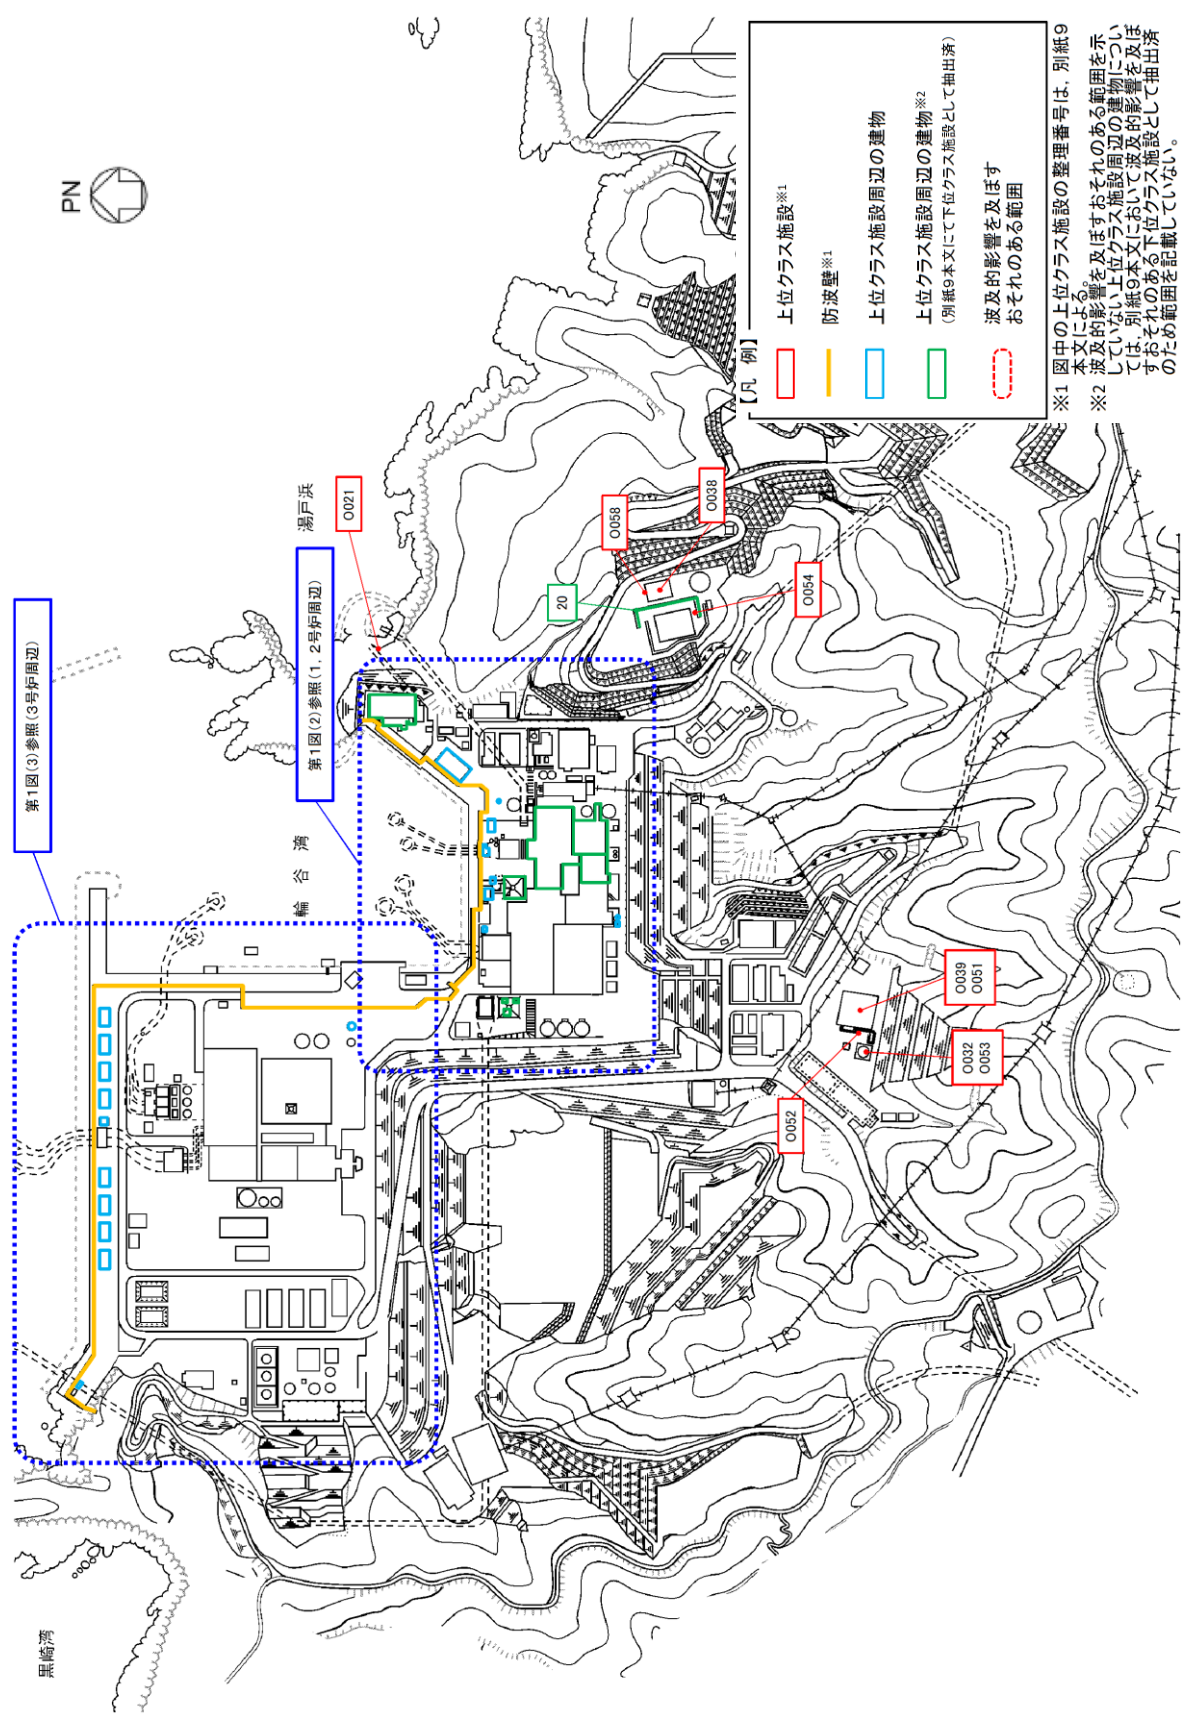 第1図(3)参照(3号炉周辺)
第1図(2)参照(1,2号炉周辺)
PN
黒崎湾
輪谷湾
湯戸浜
O021
O058
O038
20
O054
O039
O051
O032
O053
O052
【凡 例】
上位クラス施設※1
防波壁※1
上位クラス施設周辺の建物
上位クラス施設周辺の建物※2
(別紙9本文にて下位クラス施設として抽出済)
波及的影響を及ぼす
おそれのある範囲
※1 図中の上位クラス施設の整理番号は，別紙9
本文による。
※2 波及的影響を及ぼすおそれのある範囲を示
していない上位クラス施設周辺の建物につい
ては，別紙9本文において波及的影響を及ぼ
すおそれのある下位クラス施設として抽出済
のため範囲を記載していない。